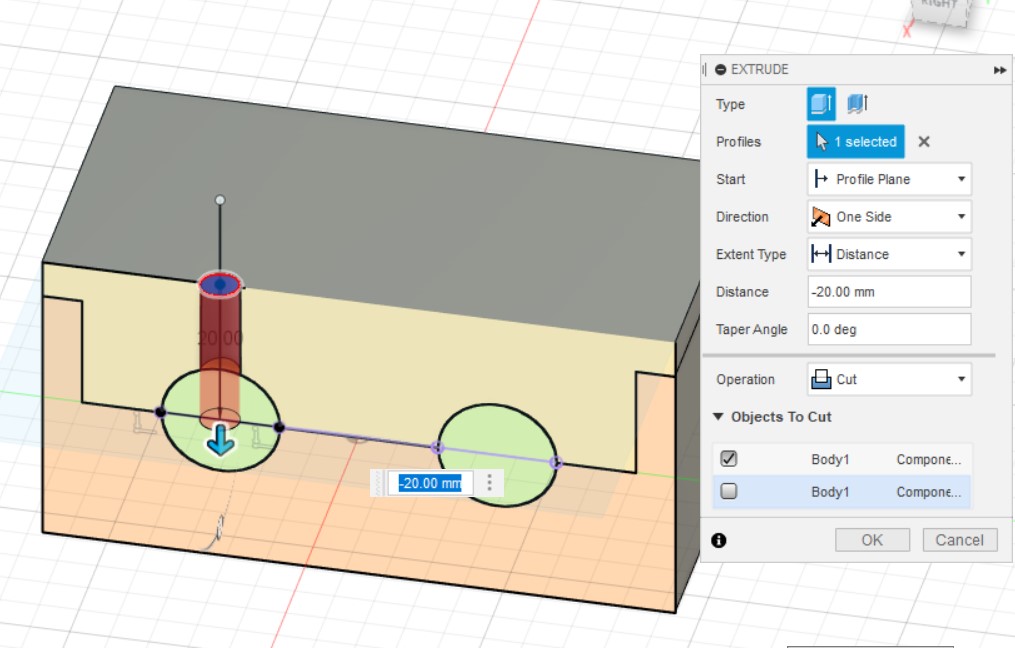 RIGHT
X
EXTRUDE
Type
Profiles 1 selected
Start Profile Plane
Direction One Side
Extent Type Distance
Distance -20.00 mm
Taper Angle 0.0 deg
Operation Cut
Objects To Cut
Body1 Compone...
Body1 Compone...
OK Cancel
20.00
-20.00 mm